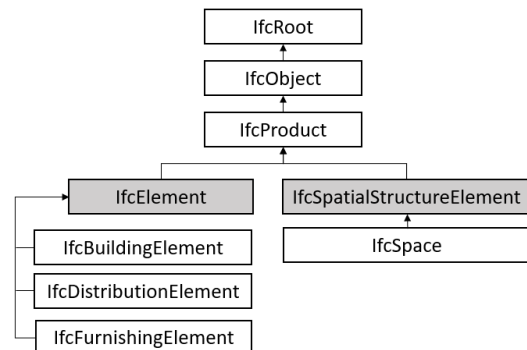 IfcRoot
IfcObject
IfcProduct
IfcElement
IfcSpatialStructureElement
IfcBuildingElement
IfcSpace
IfcDistributionElement
IfcFurnishingElement